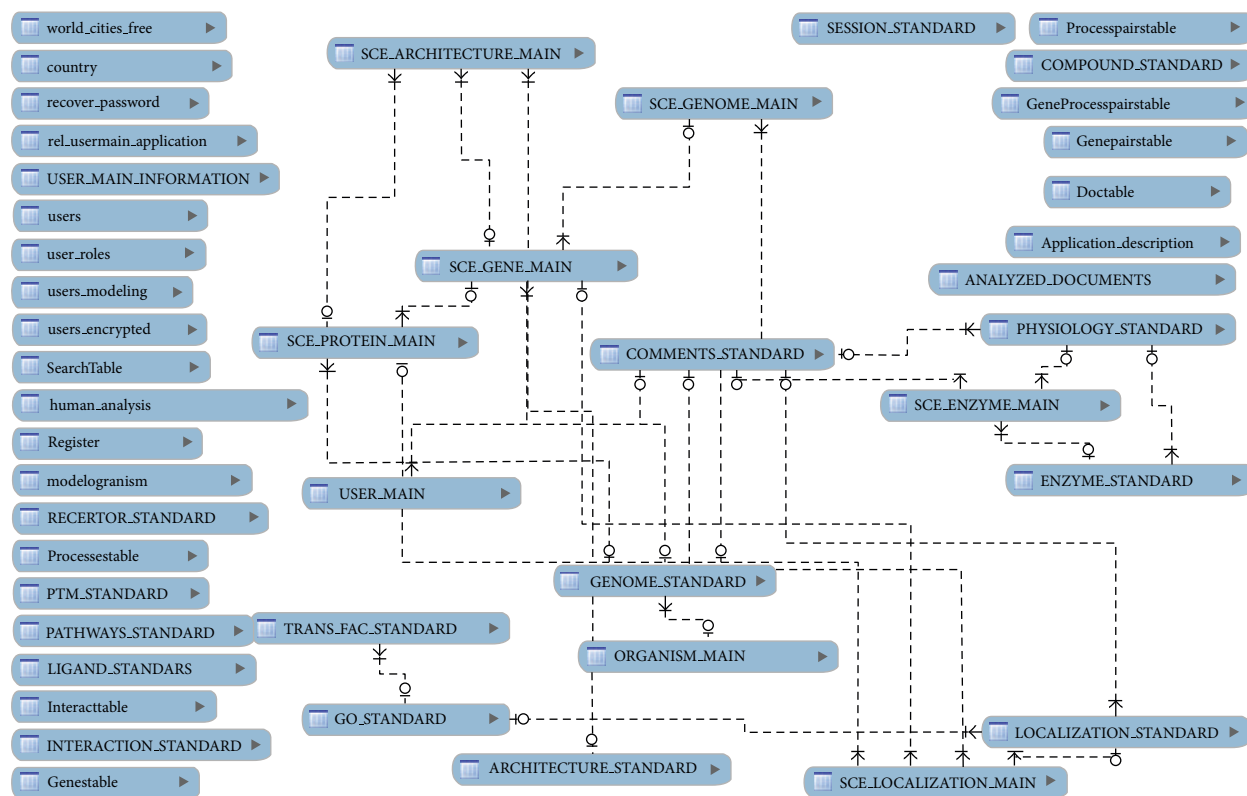 world_cities_free
country
recover_password
rel_usermain_application
USER_MAIN_INFORMATION
users
user_roles
users_modeling
users_encrypted
SearchTable
human_analysis
Register
modelogranism
RECERTOR_STANDARD
Processestable
PTM_STANDARD
PATHWAYS_STANDARD
LIGAND_STANDARS
Interacttable
INTERACTION_STANDARD
Genestable
SCE_ARCHITECTURE_MAIN
SCE_GENOME_MAIN
SCE_GENE_MAIN
SCE_PROTEIN_MAIN
COMMENTS_STANDARD
USER_MAIN
GENOME_STANDARD
TRANS_FAC_STANDARD
ORGANISM_MAIN
GO_STANDARD
ARCHITECTURE_STANDARD
SESSION_STANDARD
Processpairstable
COMPOUND_STANDARD
GeneProcesspairstable
Genepairstable
Doctable
Application_description
ANALYZED_DOCUMENTS
PHYSIOLOGY_STANDARD
SCE_ENZYME_MAIN
ENZYME_STANDARD
LOCALIZATION_STANDARD
SCE_LOCALIZATION_MAIN